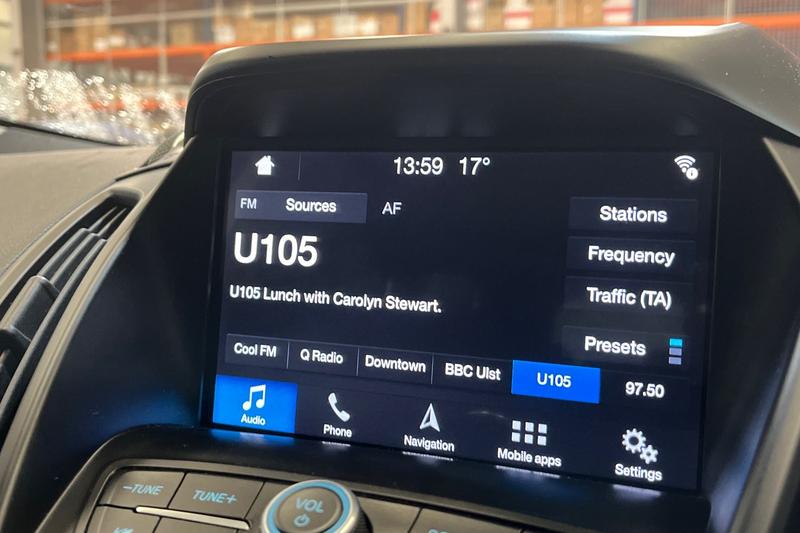 13:59 17°
FM Sources AF
Stations
U105
Frequency
U105 Lunch with Carolyn Stewart.
Traffic (TA)
Presets
Cool FM Q Radio Downtown BBC Ulst U105 97.50
Audio Phone Navigation Mobile apps Settings
-TUNE TUNE+ VOL